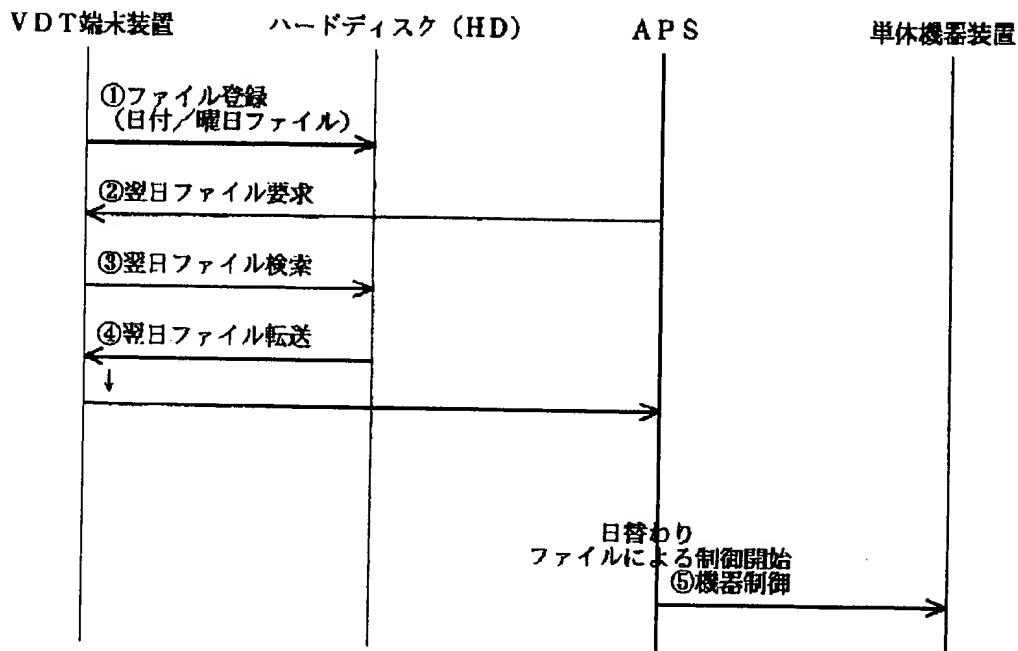 VDT端末装置
ハードディスク（HD）
APS
単体機器装置
①ファイル登録
（日付／曜日ファイル）
②翌日ファイル要求
③翌日ファイル検索
④翌日ファイル転送
日替わり
ファイルによる制御開始
⑤機器制御